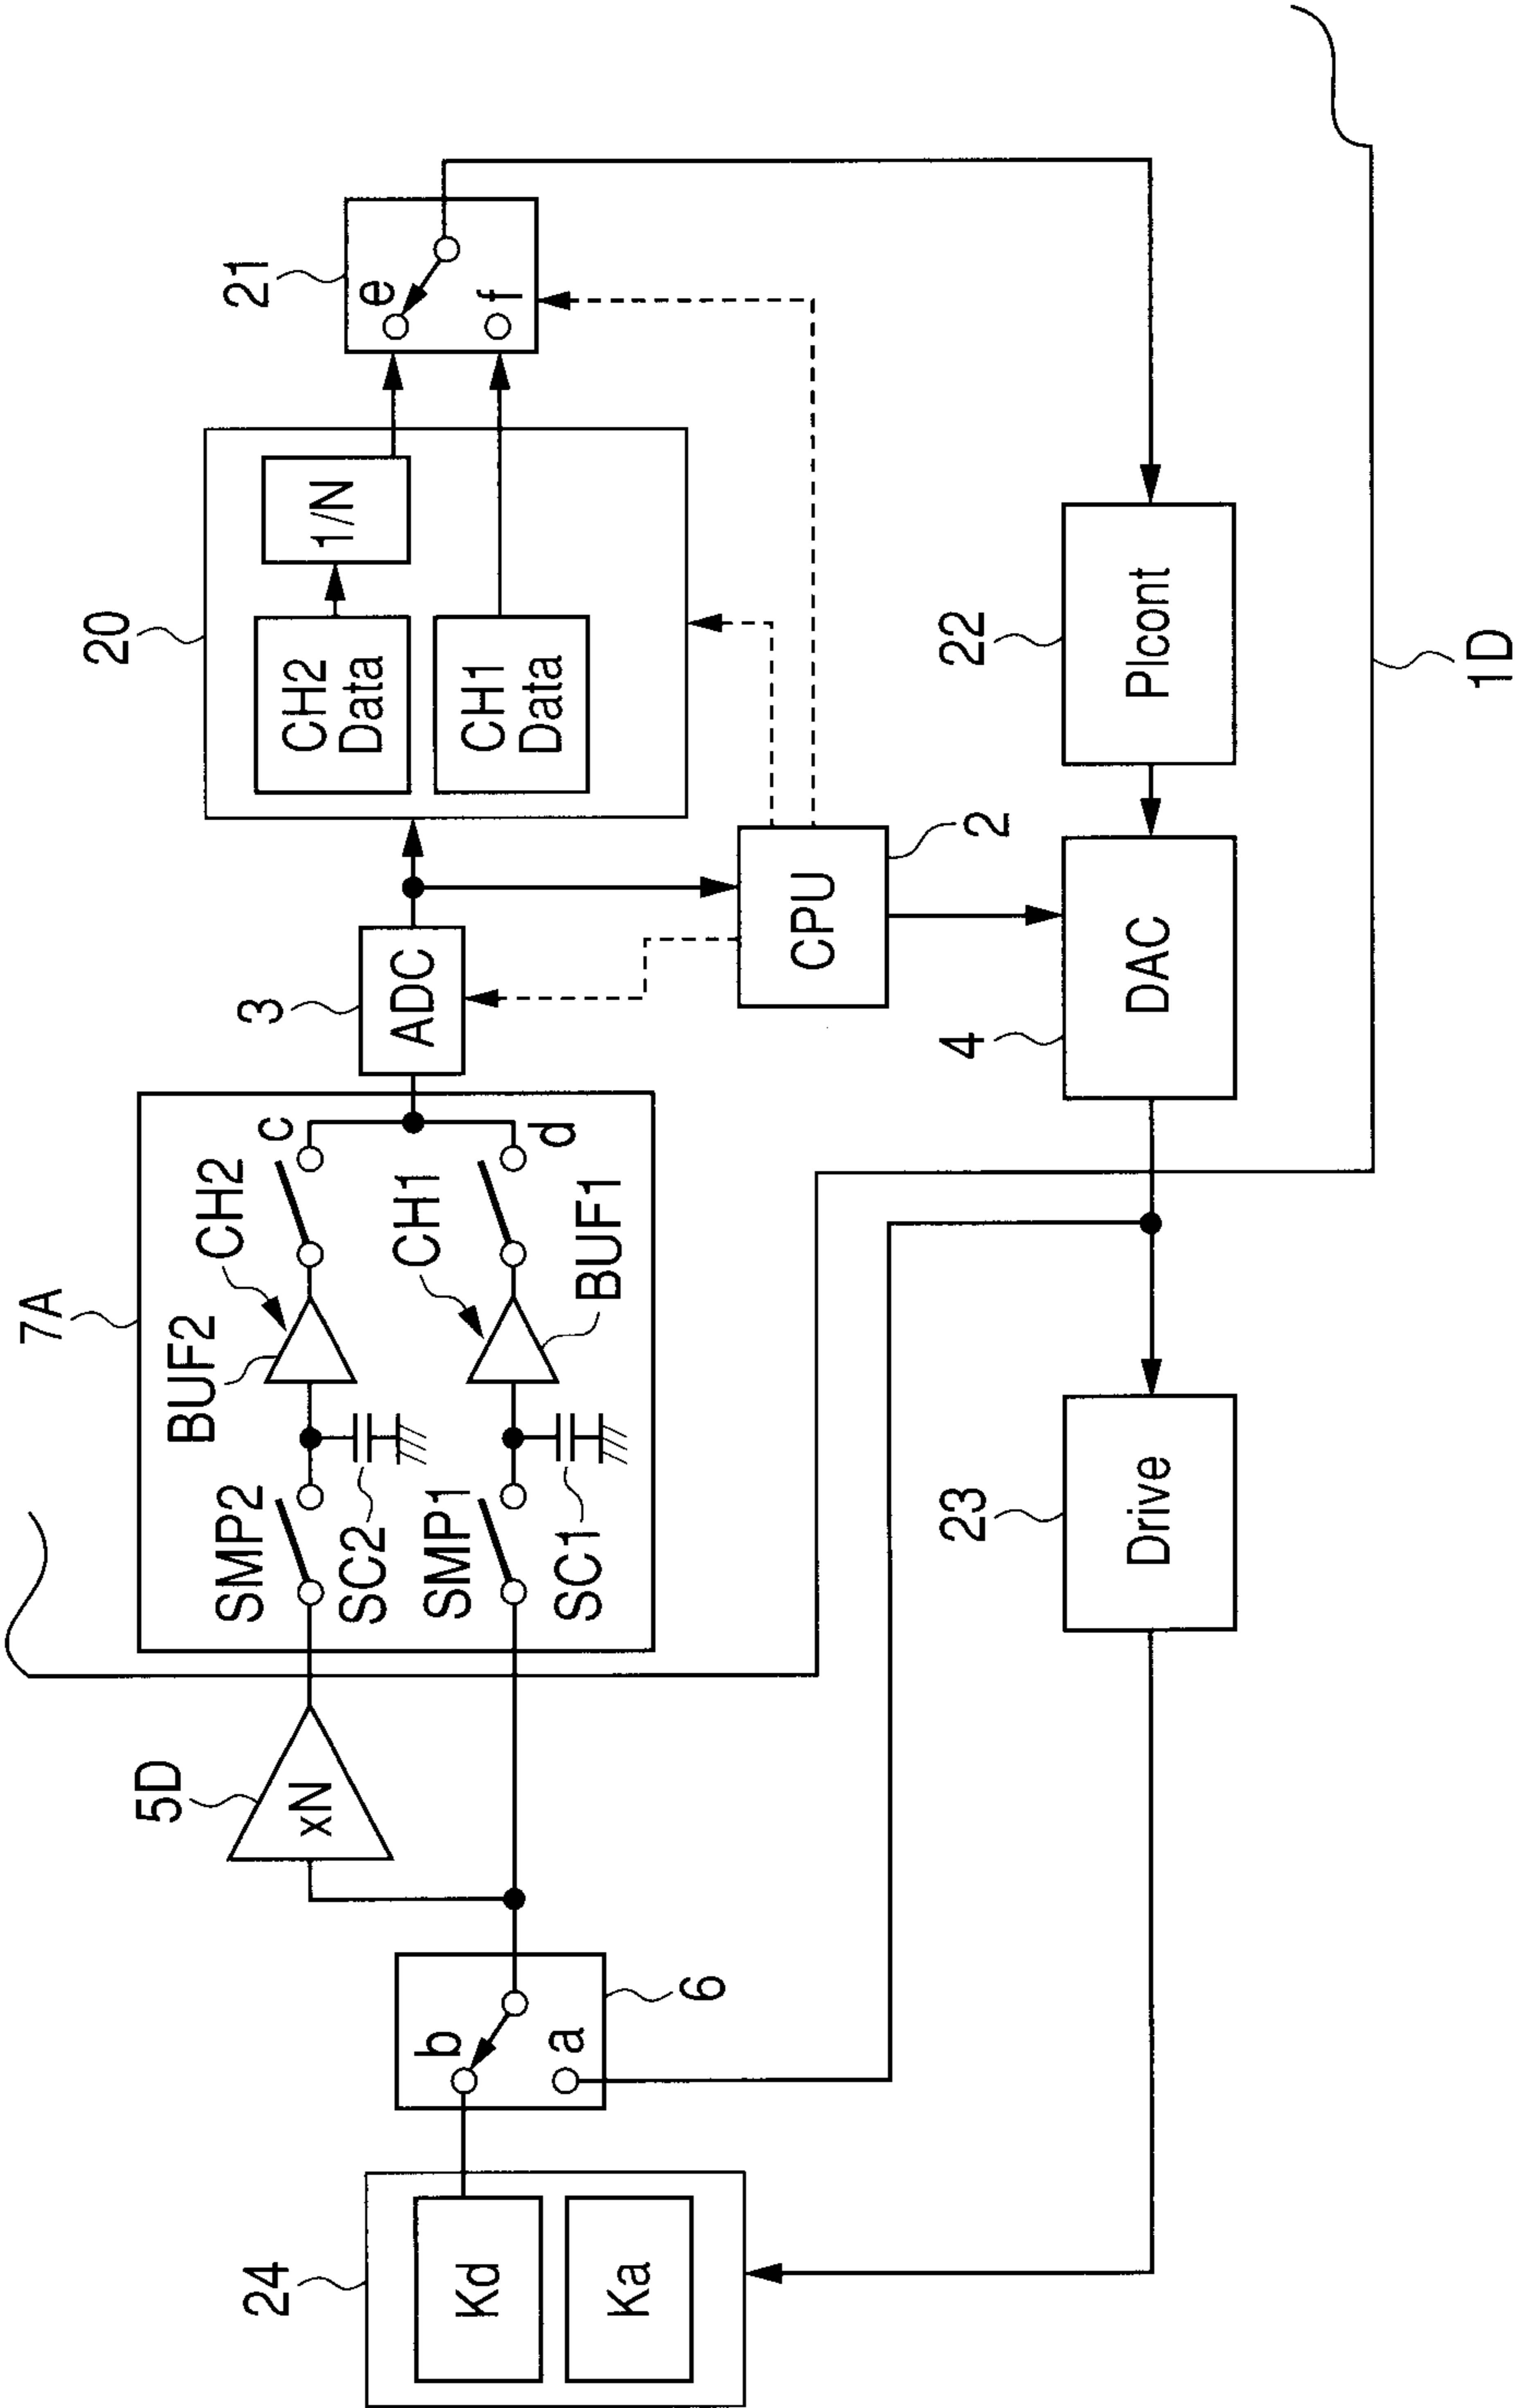 7A
20
21
5D
xN
BUF2
CH2
c
SMP2
SC2
CH1
d
SMP1
SC1
BUF1
3
ADC
CH2
Data
1/N
CH1
Data
e
f
24
Kd
Ka
b
a
6
CPU
2
23
Drive
4
DAC
22
PIcont
1D